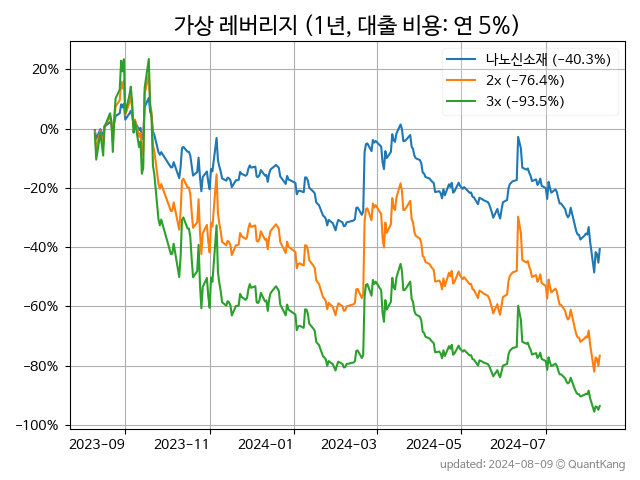 가상 레버리지 (1년, 대출 비용: 연 5%)
나노신소재 (−40.3%)
2x (−76.4%)
3x (−93.5%)
20%
0%
−20%
−40%
−60%
−80%
−100%
2023-09 2023-11 2024-01 2024-03 2024-05 2024-07
updated: 2024-08-09 © QuantKang